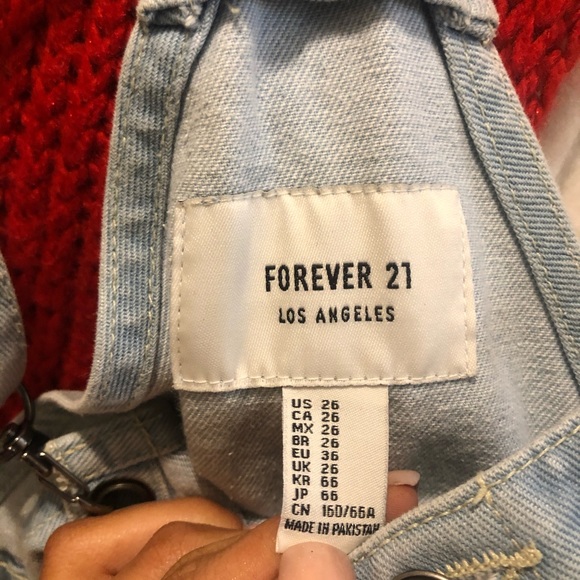 FOREVER 21
LOS ANGELES
US 26
CA 26
MX 26
BR 26
EU 36
UK 26
KR 66
JP 66
CN 160/66A
MADE IN PAKISTAN